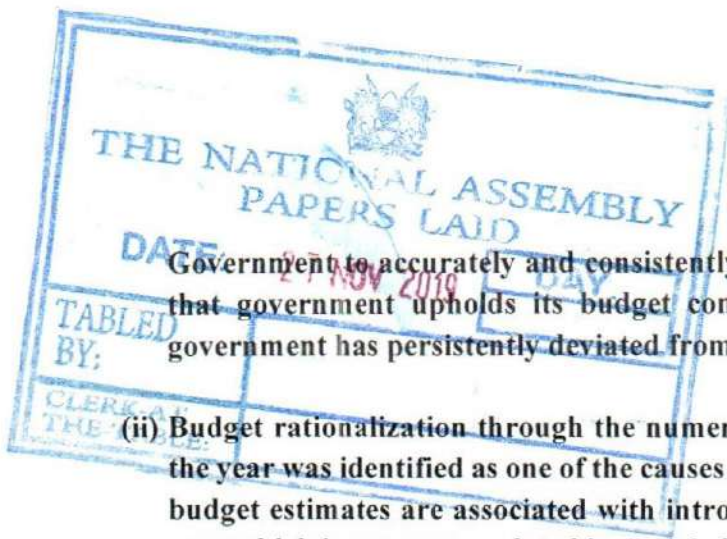 THE NATIONAL ASSEMBLY
PAPERS LAID
DATE: 27 NOV 2019 DAY
TABLED BY:
CLERK-AT THE-TABLE:
Government to accurately and consistently
that government upholds its budget com
government has persistently deviated from
(ii) Budget rationalization through the numer
the year was identified as one of the causes
budget estimates are associated with intro